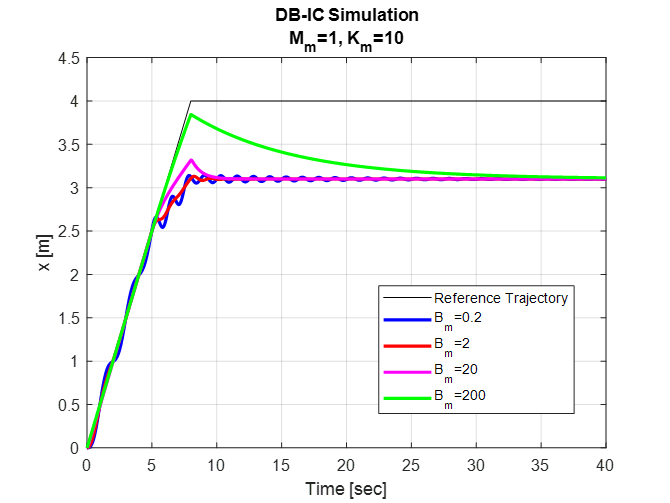 DB-IC Simulation
Mm=1, Km=10
4.5
4
3.5
3
2.5
2
1.5
1
0.5
0
x [m]
Reference Trajectory
Bm=0.2
Bm=2
Bm=20
Bm=200
0 5 10 15 20 25 30 35 40
Time [sec]